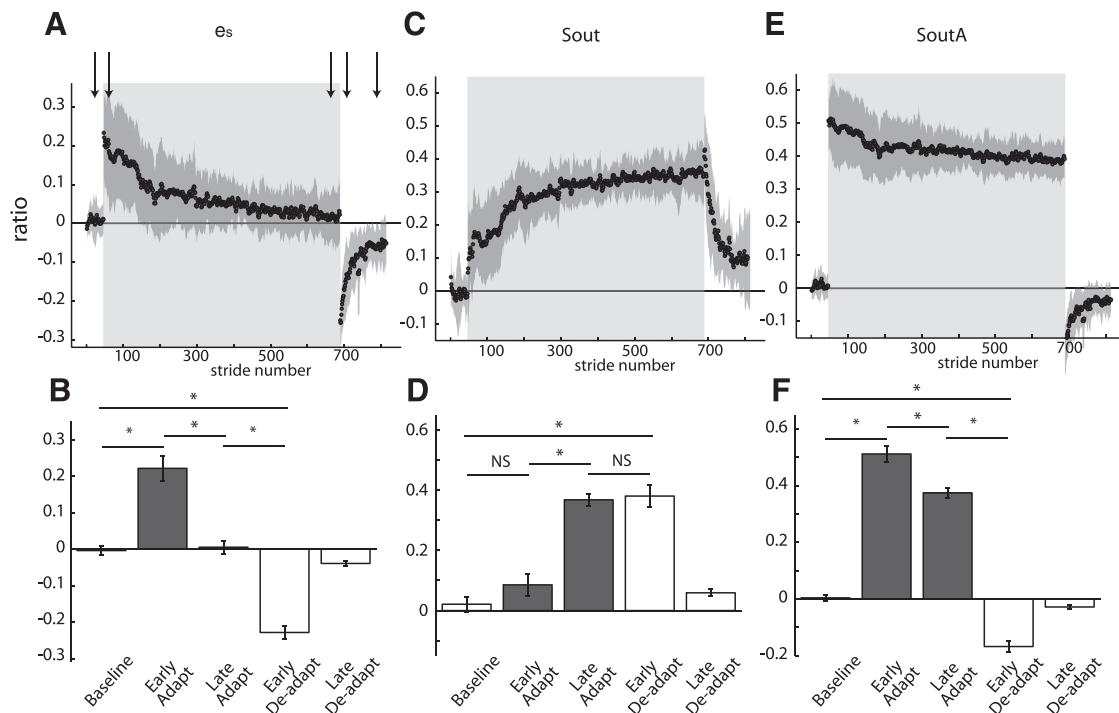 A
es
C
Sout
E
SoutA
ratio
0.3
0.2
0.1
0
-0.1
-0.2
-0.3
100
300
500
700
stride number
0.6
0.5
0.4
0.3
0.2
0.1
0
-0.1
100
300
500
700
stride number
0.6
0.5
0.4
0.3
0.2
0.1
0
-0.1
100
300
500
700
stride number
B
*
* * *
0.3
0.2
0.1
0
-0.1
-0.2
-0.3
Baseline
Early Adapt
Late Adapt
Early De-adapt
Late De-adapt
D
*
NS * NS
0.6
0.4
0.2
0
Baseline
Early Adapt
Late Adapt
Early De-adapt
Late De-adapt
F
*
* * *
0.6
0.4
0.2
0
-0.2
Baseline
Early Adapt
Late Adapt
Early De-adapt
Late De-adapt